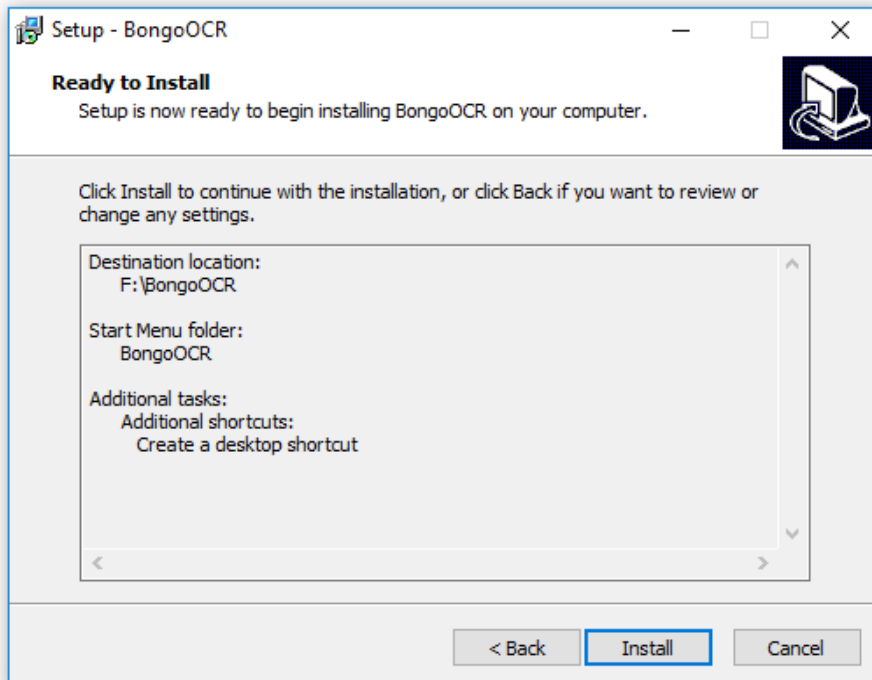 Setup - BongoOCR
Ready to Install
Setup is now ready to begin installing BongoOCR on your computer.
Click Install to continue with the installation, or click Back if you want to review or
change any settings.
Destination location:
F:\BongoOCR
Start Menu folder:
BongoOCR
Additional tasks:
Additional shortcuts:
Create a desktop shortcut
< Back
Install
Cancel